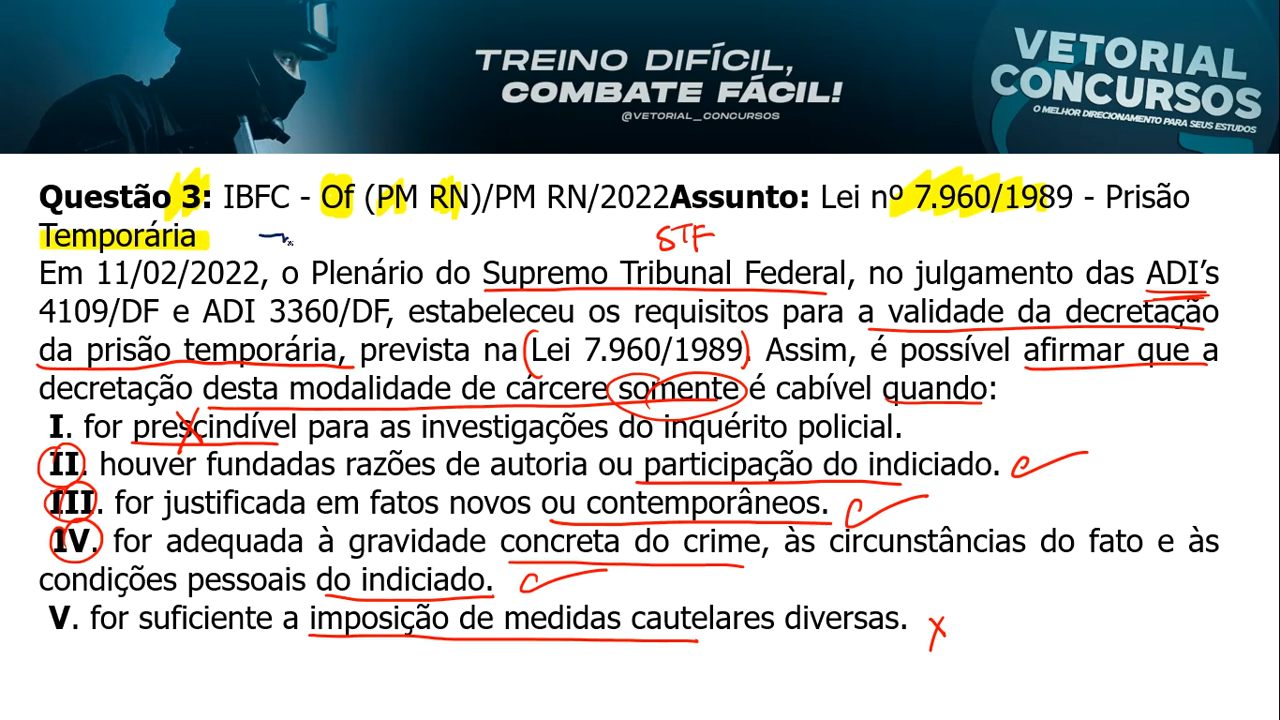 TREINO DIFÍCIL,
COMBATE FÁCIL!
@VETORIAL_CONCURSOS
VETORIAL
CONCURSOS
O MELHOR DIRECIONAMENTO PARA SEUS ESTUDOS
Questão 3: IBFC - Of (PM RN)/PM RN/2022Assunto: Lei nº 7.960/1989 - Prisão
Temporária
STF
Em 11/02/2022, o Plenário do Supremo Tribunal Federal, no julgamento das ADI’s
4109/DF e ADI 3360/DF, estabeleceu os requisitos para a validade da decretação
da prisão temporária, prevista na Lei 7.960/1989. Assim, é possível afirmar que a
decretação desta modalidade de cárcere somente é cabível quando:
I. for prescindível para as investigações do inquérito policial.
II. houver fundadas razões de autoria ou participação do indiciado.
III. for justificada em fatos novos ou contemporâneos.
IV. for adequada à gravidade concreta do crime, às circunstâncias do fato e às
condições pessoais do indiciado.
V. for suficiente a imposição de medidas cautelares diversas.